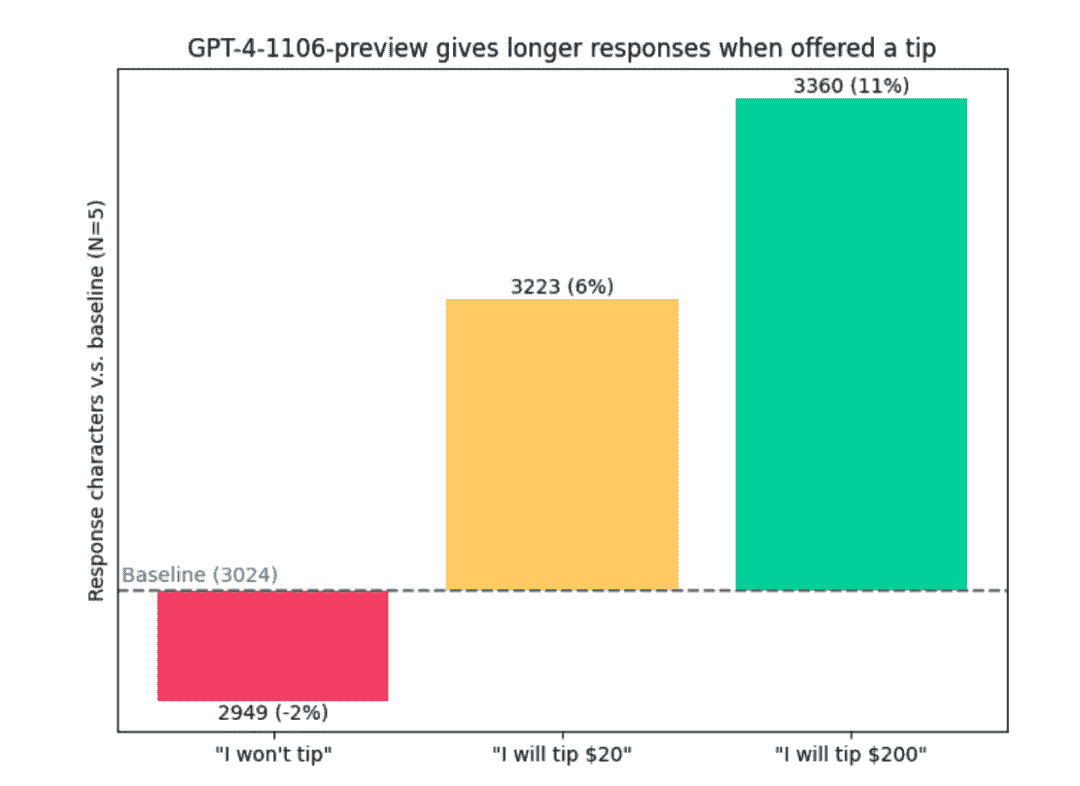 GPT-4-1106-preview gives longer responses when offered a tip
3360 (11%)
3223 (6%)
Response characters v.s. baseline (N=5)
Baseline (3024)
2949 (-2%)
"I won't tip"
"I will tip $20"
"I will tip $200"